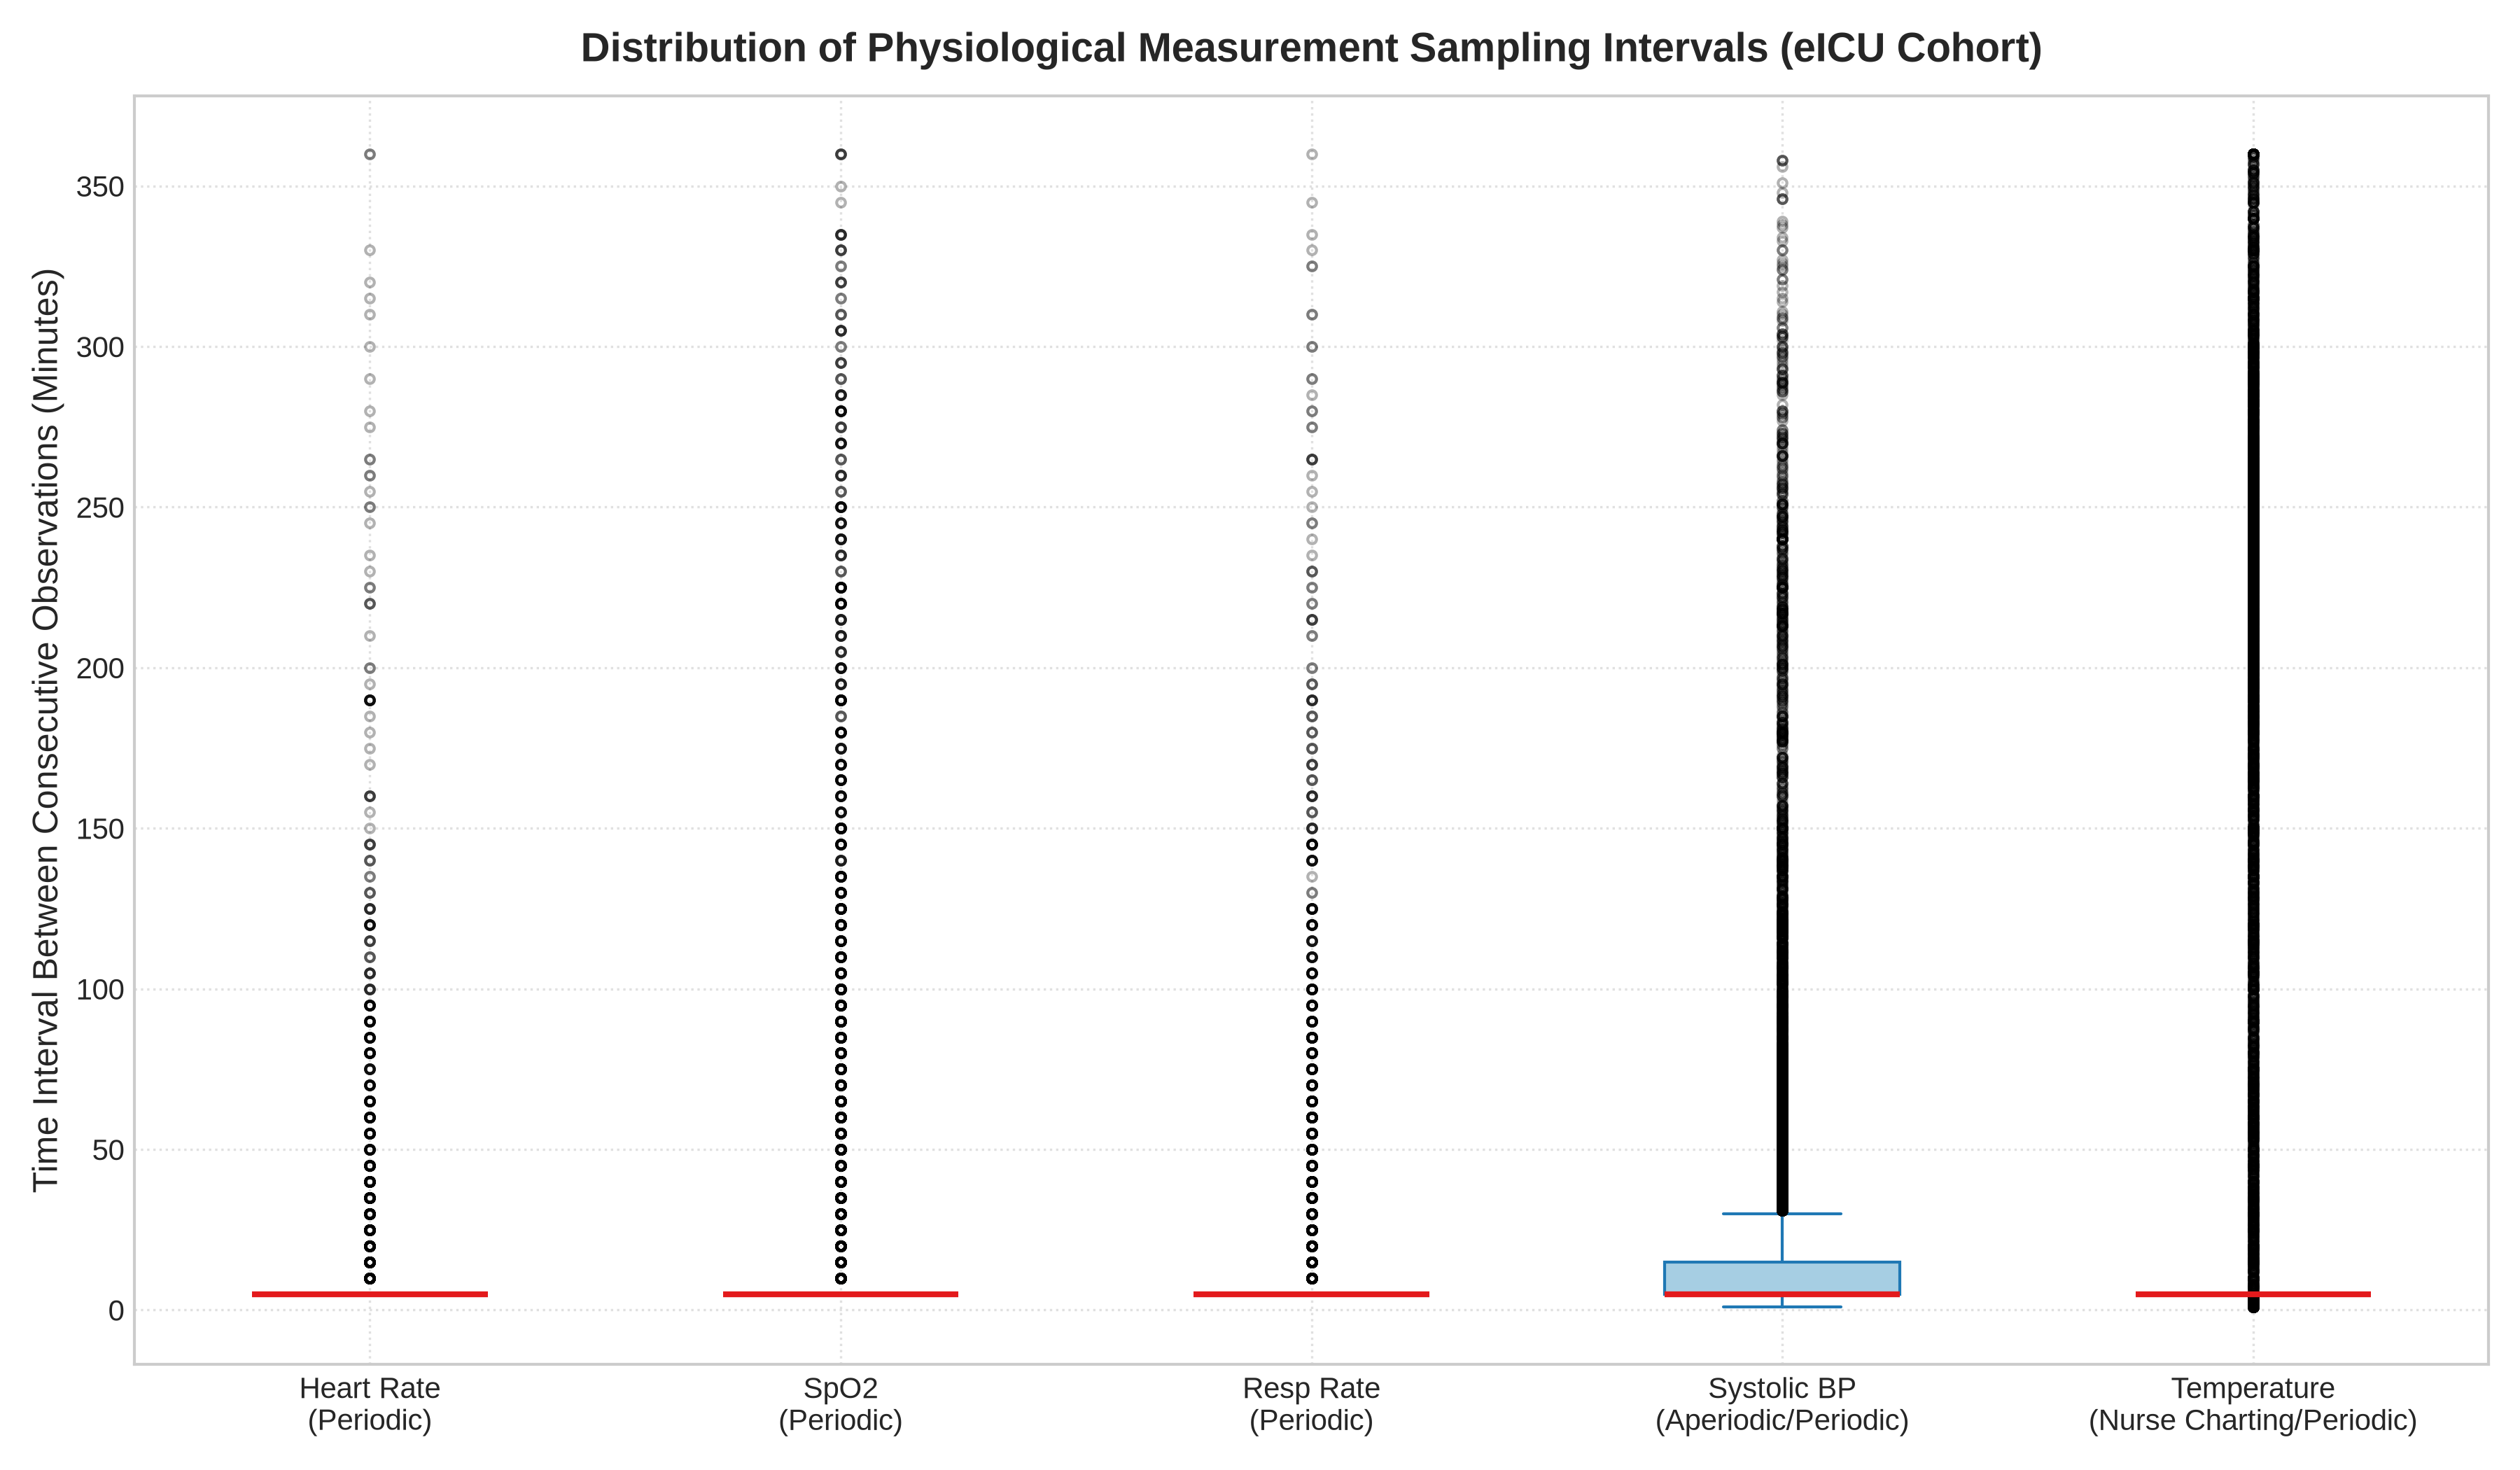 Distribution of Physiological Measurement Sampling Intervals (eICU Cohort)
Time Interval Between Consecutive Observations (Minutes)
350
300
250
200
150
100
50
0
Heart Rate
(Periodic)
SpO2
(Periodic)
Resp Rate
(Periodic)
Systolic BP
(Aperiodic/Periodic)
Temperature
(Nurse Charting/Periodic)